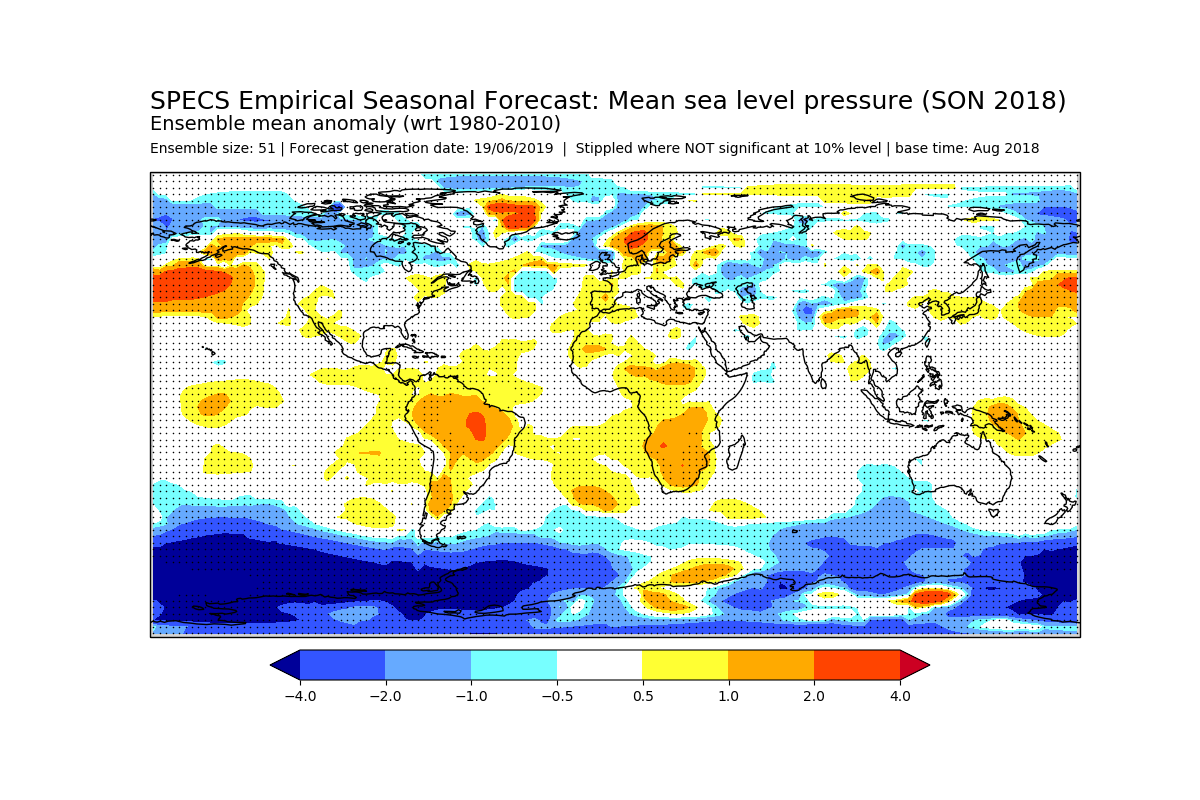 SPECS Empirical Seasonal Forecast: Mean sea level pressure (SON 2018)
Ensemble mean anomaly (wrt 1980-2010)
Ensemble size: 51 | Forecast generation date: 19/06/2019  |  Stippled where NOT significant at 10% level | base time: Aug 2018
−4.0 −2.0 −1.0 −0.5 0.5 1.0 2.0 4.0